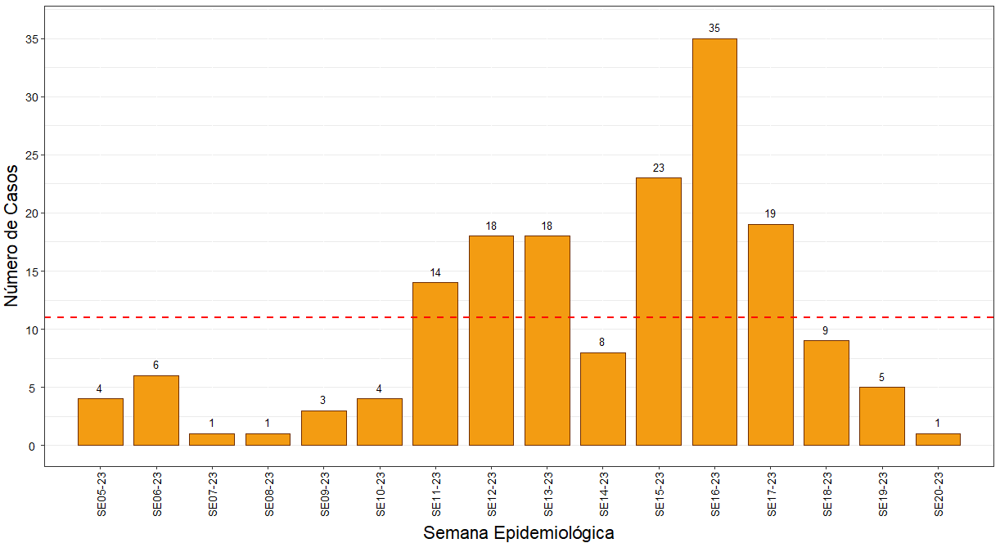 Número de Casos
35
30
25
20
15
10
5
0
4
6
1
1
3
4
14
18
18
8
23
35
19
9
5
1
SE05-23
SE06-23
SE07-23
SE08-23
SE09-23
SE10-23
SE11-23
SE12-23
SE13-23
SE14-23
SE15-23
SE16-23
SE17-23
SE18-23
SE19-23
SE20-23
Semana Epidemiológica